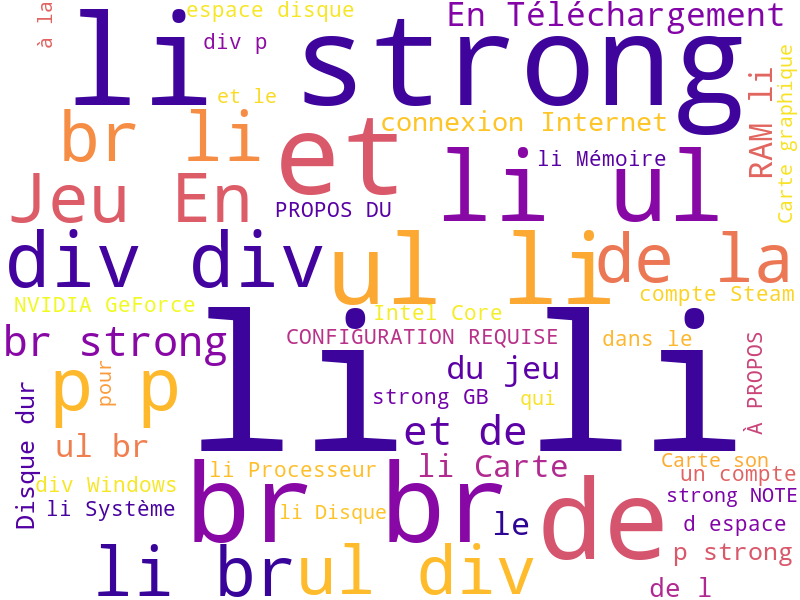 à la
espace disque
En Téléchargement
li strong
div p
et le
RAM li
Carte graphique
br li
et
connexion Internet
li Mémoire
li ul
Jeu En
PROPOS DU
div div
ul li
de la
NVIDIA GeForce
Intel Core
compte Steam
br strong
CONFIGURATION REQUISE
li li
dans le
À PROPOS
p p
pour
du jeu
strong GB
qui
Disque dur
ul br
et de
li Processeur
li Carte
Carte son
un compte
div Windows
li Système
br br
li Disque
le
de
strong NOTE
d espace
li br
ul div
p strong
de l